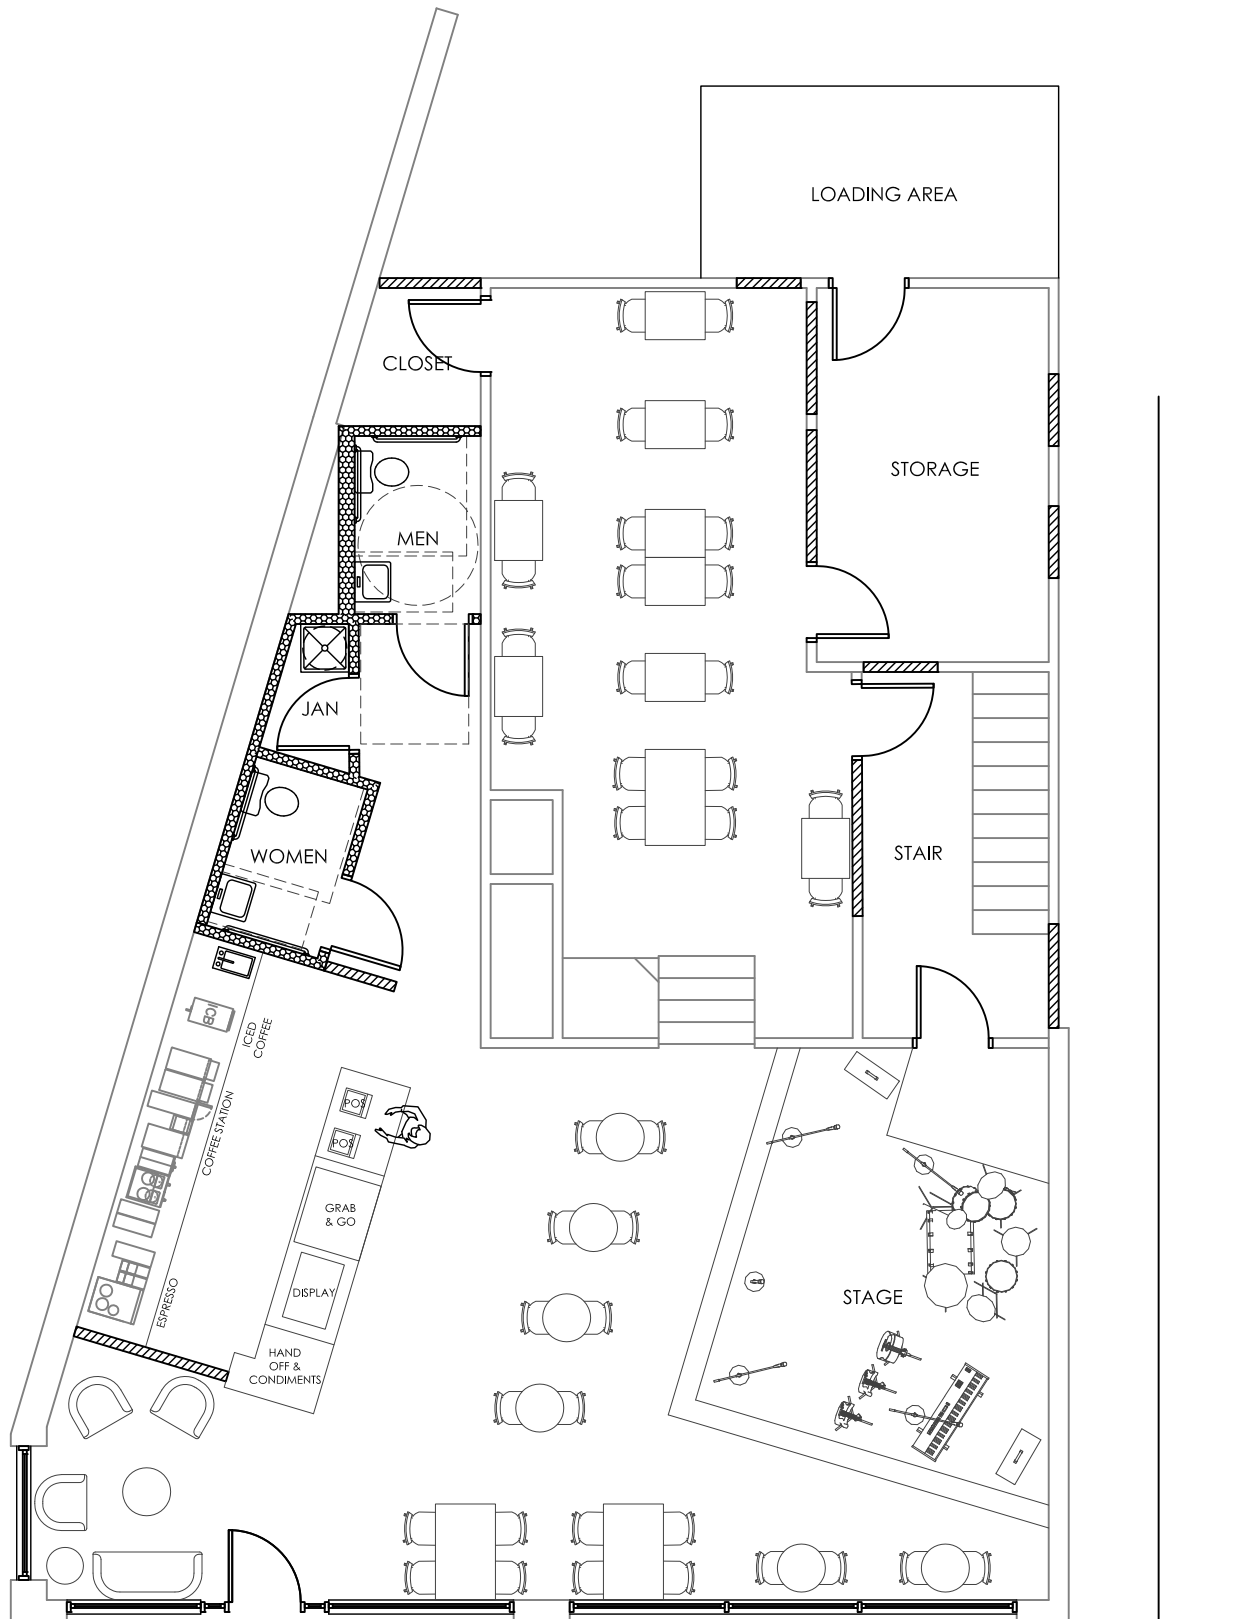 LOADING AREA
CLOSET
STORAGE
MEN
JAN
WOMEN
STAIR
ICB
ICED
COFFEE
COFFEE STATION
POS
POS
GRAB
& GO
DISPLAY
ESPRESSO
HAND
OFF &
CONDIMENTS
STAGE